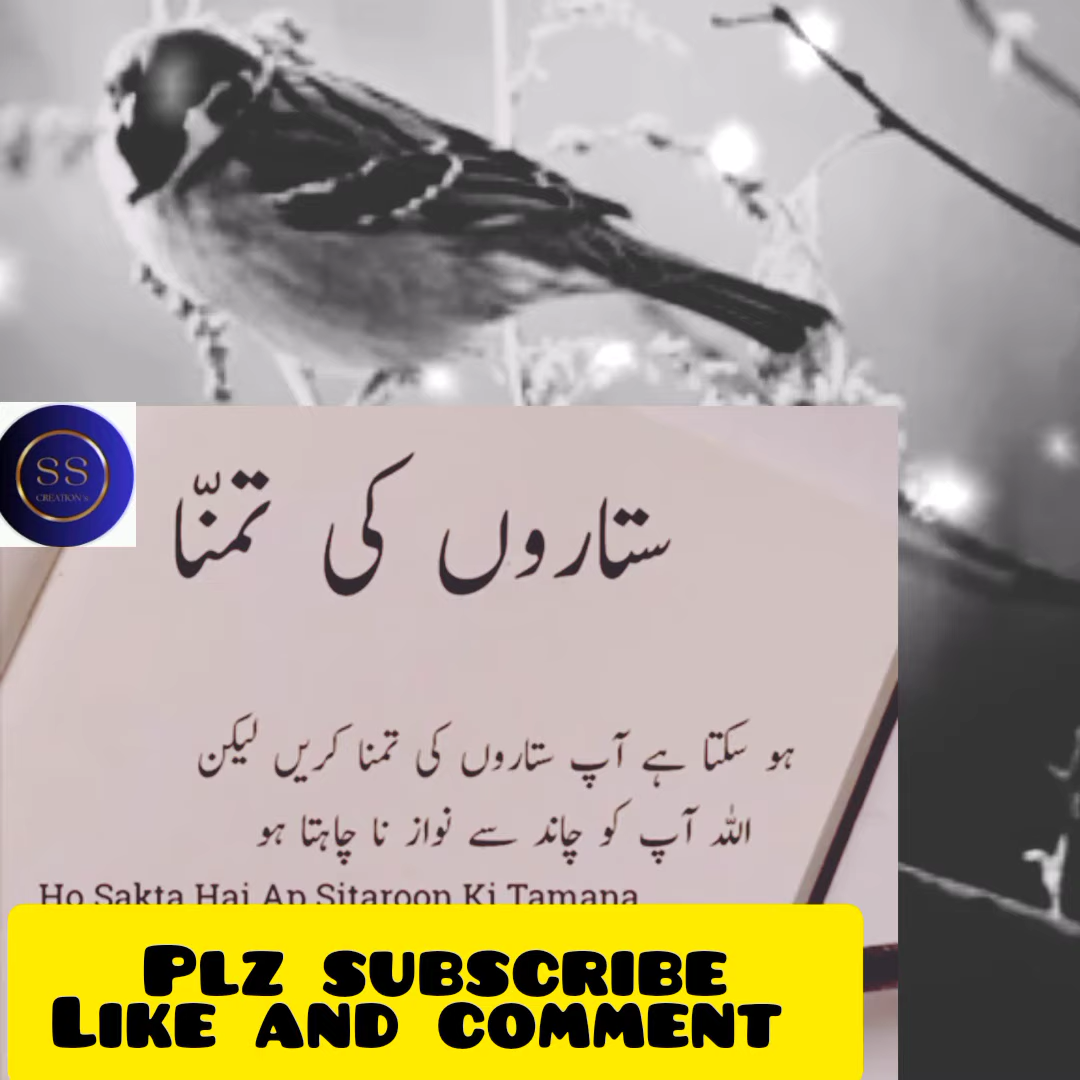 SS
CREATION's
ستاروں کی تمنّا
ہو سکتا ہے آپ ستاروں کی تمنا کریں لیکن
اللہ آپ کو چاند سے نواز نا چاہتا ہو
Ho Sakta Hai Ap Sitaroon Ki Tamana
PLZ SUBSCRIBE
LIKE AND COMMENT